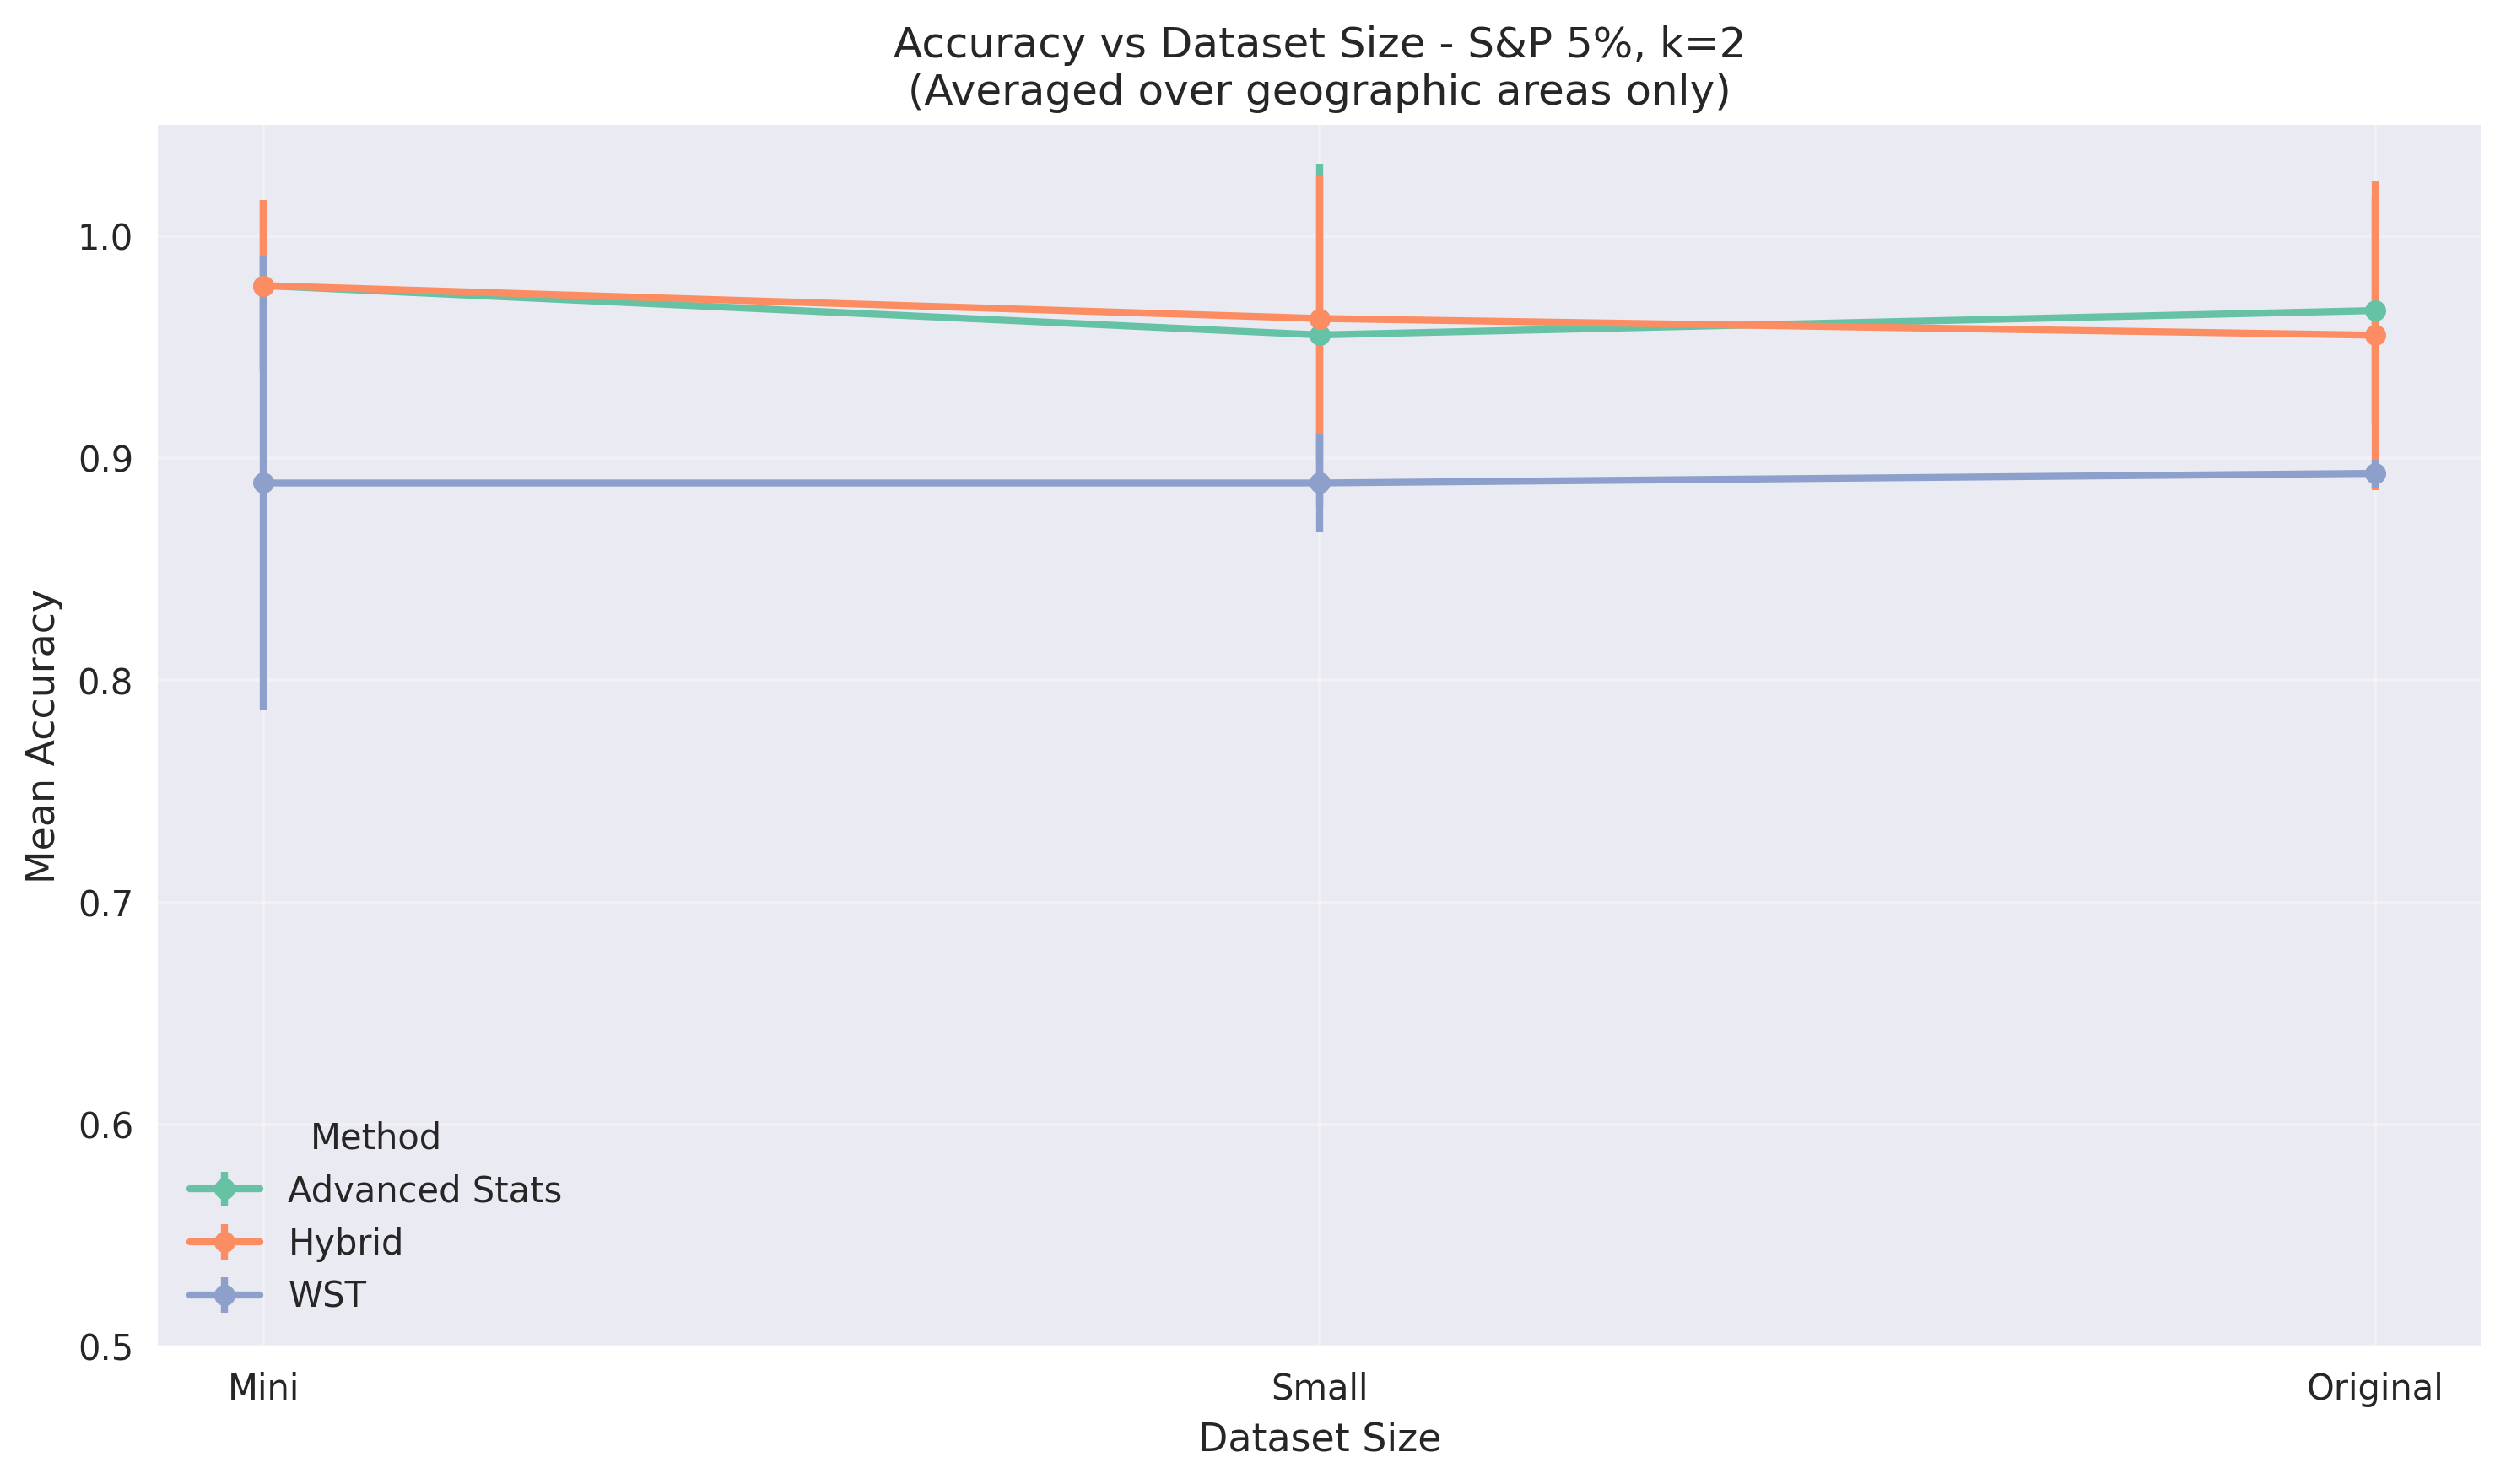 Accuracy vs Dataset Size - S&P 5%, k=2
(Averaged over geographic areas only)
Mean Accuracy
1.0
0.9
0.8
0.7
0.6
0.5
Method
Advanced Stats
Hybrid
WST
Mini
Small
Original
Dataset Size